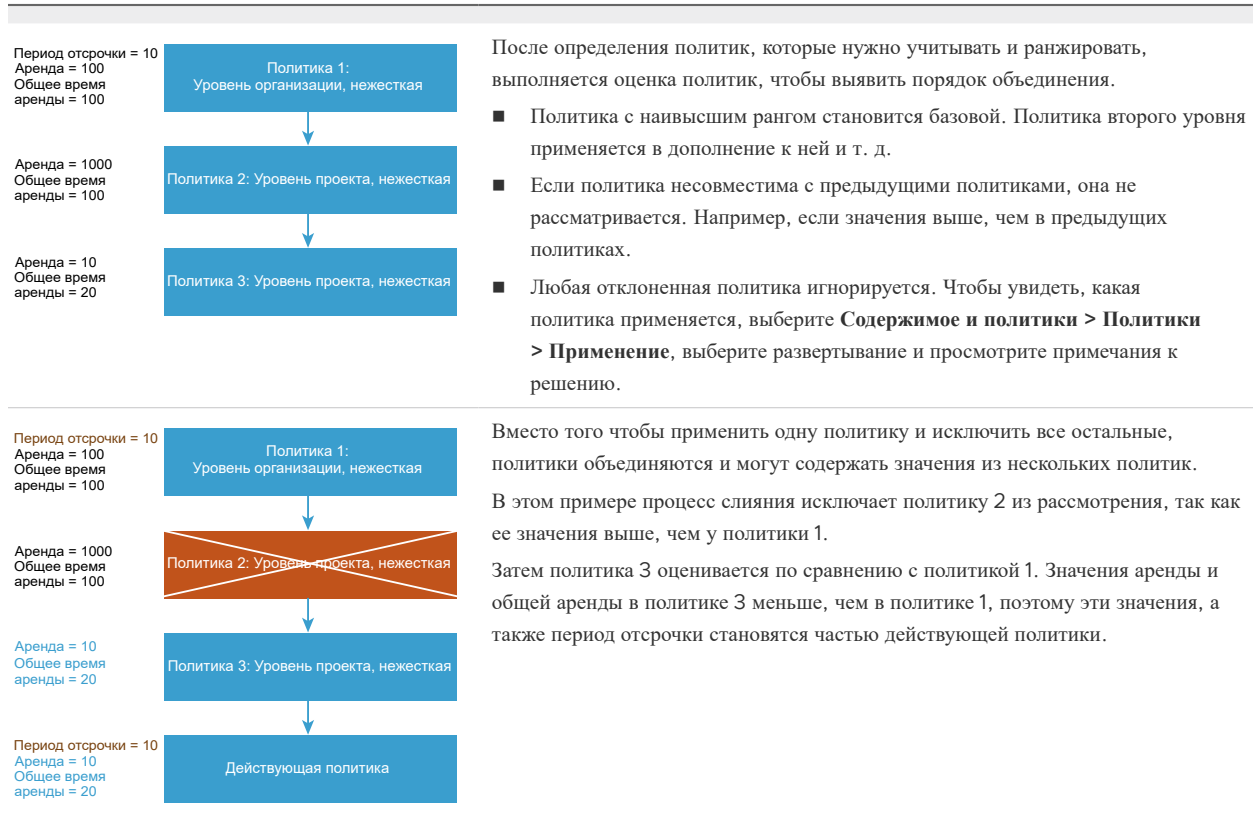 Период отсрочки = 10
Аренда = 100
Общее время
аренды = 100
Политика 1:
Уровень организации, нежесткая
Аренда = 1000
Общее время
аренды = 100
Политика 2: Уровень проекта, нежесткая
Аренда = 10
Общее время
аренды = 20
Политика 3: Уровень проекта, нежесткая
После определения политик, которые нужно учитывать и ранжировать,
выполняется оценка политик, чтобы выявить порядок объединения.
■ Политика с наивысшим рангом становится базовой. Политика второго уровня
применяется в дополнение к ней и т. д.
■ Если политика несовместима с предыдущими политиками, она не
рассматривается. Например, если значения выше, чем в предыдущих
политиках.
■ Любая отклоненная политика игнорируется. Чтобы увидеть, какая
политика применяется, выберите Содержимое и политики > Политики
> Применение, выберите развертывание и просмотрите примечания к
решению.
Период отсрочки = 10
Аренда = 100
Общее время
аренды = 100
Политика 1:
Уровень организации, нежесткая
Аренда = 1000
Общее время
аренды = 100
Политика 2: Уровень проекта, нежесткая
Аренда = 10
Общее время
аренды = 20
Политика 3: Уровень проекта, нежесткая
Период отсрочки = 10
Аренда = 10
Общее время
аренды = 20
Действующая политика
Вместо того чтобы применить одну политику и исключить все остальные,
политики объединяются и могут содержать значения из нескольких политик.
В этом примере процесс слияния исключает политику 2 из рассмотрения, так как
ее значения выше, чем у политики 1.
Затем политика 3 оценивается по сравнению с политикой 1. Значения аренды и
общей аренды в политике 3 меньше, чем в политике 1, поэтому эти значения, а
также период отсрочки становятся частью действующей политики.